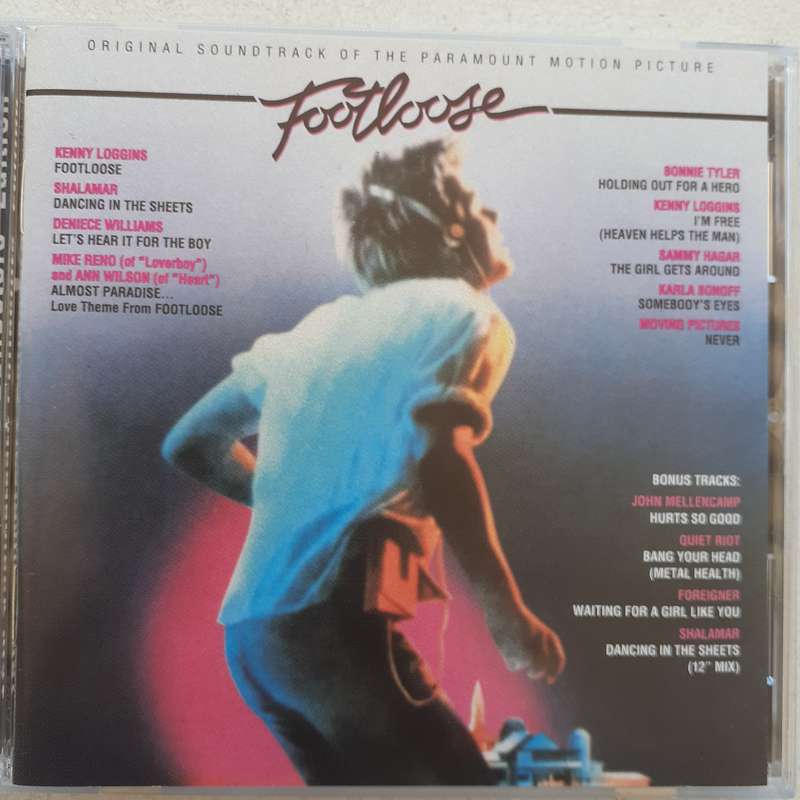 ORIGINAL SOUNDTRACK OF THE PARAMOUNT MOTION PICTURE
Footloose
KENNY LOGGINS
FOOTLOOSE
SHALAMAR
DANCING IN THE SHEETS
DENIECE WILLIAMS
LET'S HEAR IT FOR THE BOY
MIKE RENO (of "Loverboy")
and ANN WILSON (of "Heart")
ALMOST PARADISE...
Love Theme From FOOTLOOSE
BONNIE TYLER
HOLDING OUT FOR A HERO
KENNY LOGGINS
I'M FREE
(HEAVEN HELPS THE MAN)
SAMMY HAGAR
THE GIRL GETS AROUND
KARLA BONOFF
SOMEBODY'S EYES
MOVING PICTURES
NEVER
BONUS TRACKS:
JOHN MELLENCAMP
HURTS SO GOOD
QUIET RIOT
BANG YOUR HEAD
(METAL HEALTH)
FOREIGNER
WAITING FOR A GIRL LIKE YOU
SHALAMAR
DANCING IN THE SHEETS
(12" MIX)